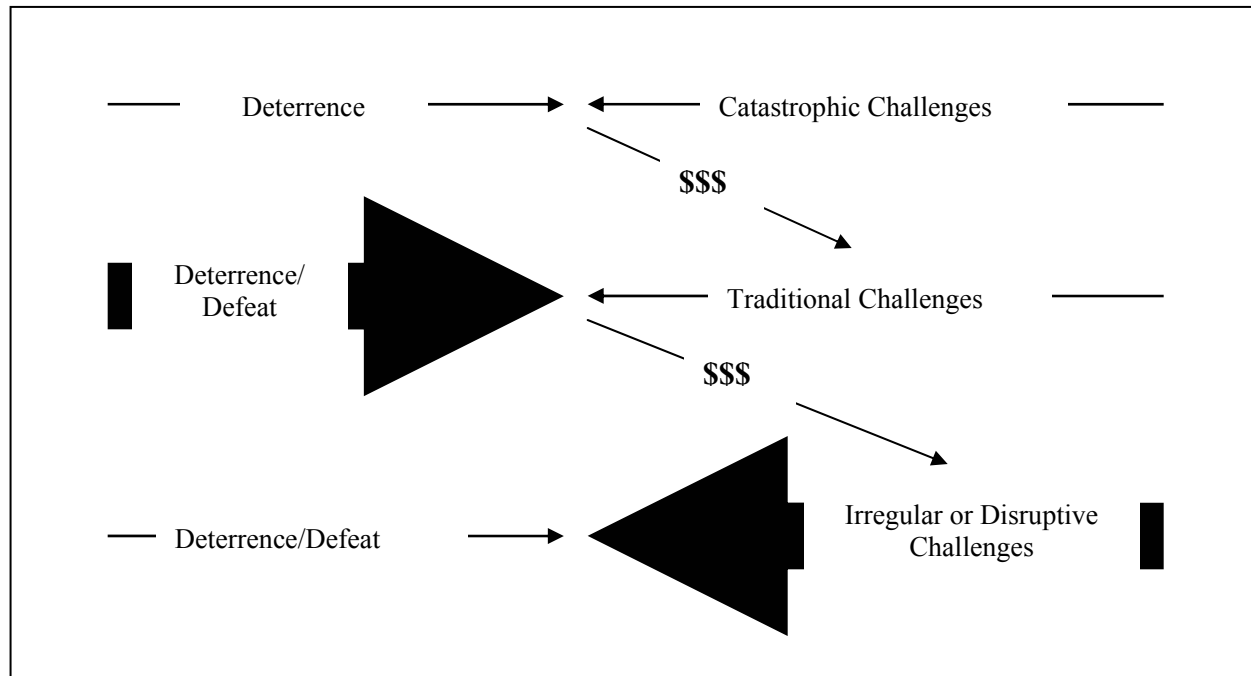 Deterrence
Catastrophic Challenges
$$$
Deterrence/
Defeat
Traditional Challenges
$$$
Deterrence/Defeat
Irregular or Disruptive
Challenges